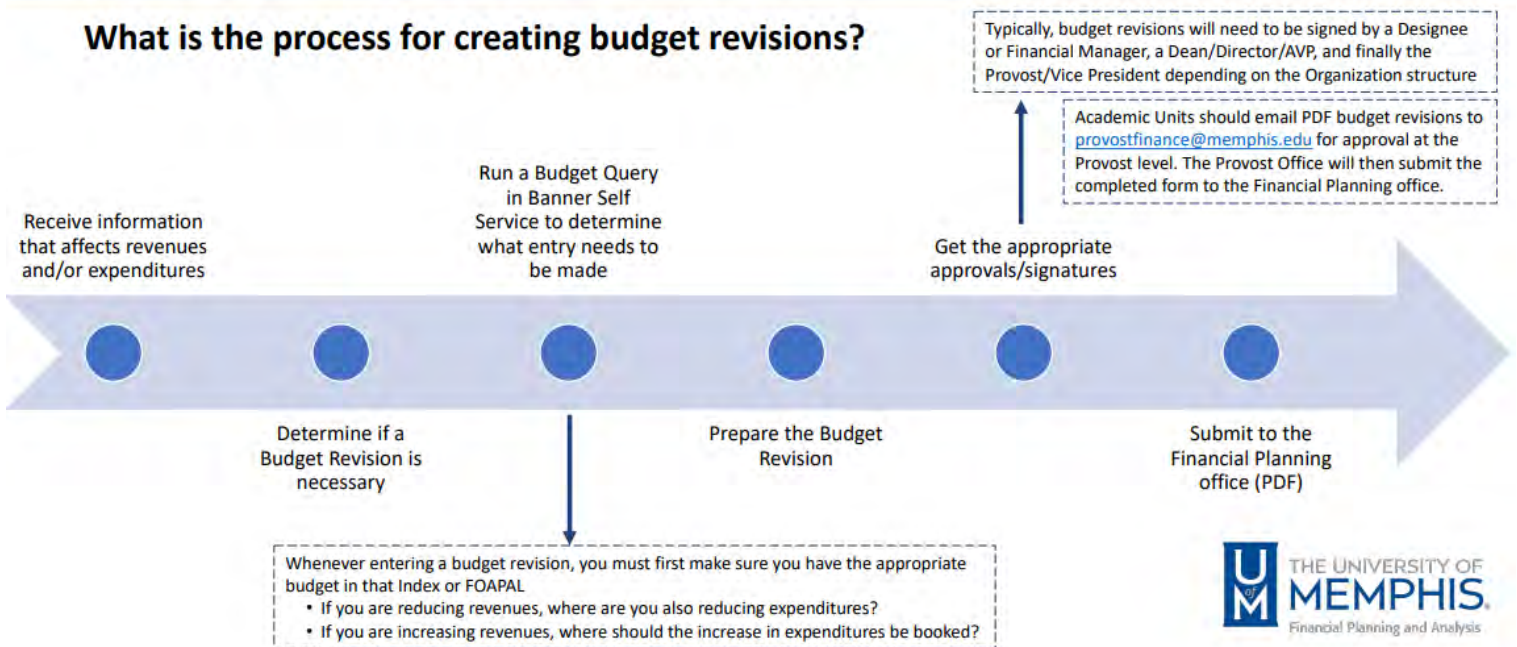 What is the process for creating budget revisions?
Typically, budget revisions will need to be signed by a Designee
or Financial Manager, a Dean/Director/AVP, and finally the
Provost/Vice President depending on the Organization structure
Academic Units should email PDF budget revisions to
provostfinance@memphis.edu for approval at the
Provost level. The Provost Office will then submit the
completed form to the Financial Planning office.
Receive information
that affects revenues
and/or expenditures
Determine if a
Budget Revision is
necessary
Run a Budget Query
in Banner Self
Service to determine
what entry needs to
be made
Whenever entering a budget revision, you must first make sure you have the appropriate
budget in that Index or FOAPAL
• If you are reducing revenues, where are you also reducing expenditures?
• If you are increasing revenues, where should the increase in expenditures be booked?
Prepare the Budget
Revision
Get the appropriate
approvals/signatures
Submit to the
Financial Planning
office (PDF)
U
of
M
THE UNIVERSITY OF
MEMPHIS.
Financial Planning and Analysis